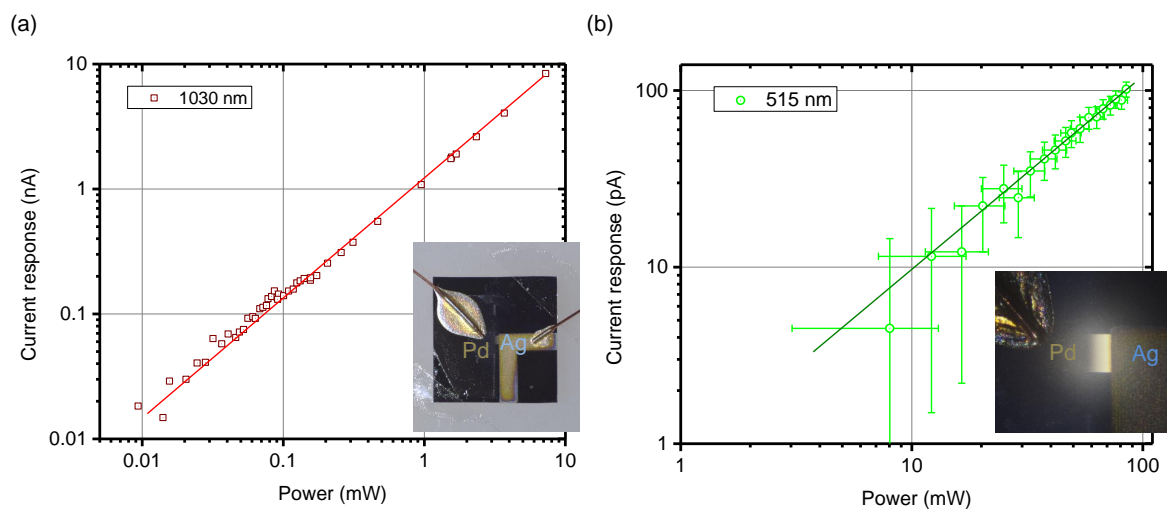 (a)
10
1
0.1
0.01
Current response (nA)
1030 nm
Pd
Ag
0.01
0.1
1
10
Power (mW)
(b)
100
10
1
Current response (pA)
515 nm
Pd
Ag
1
10
100
Power (mW)